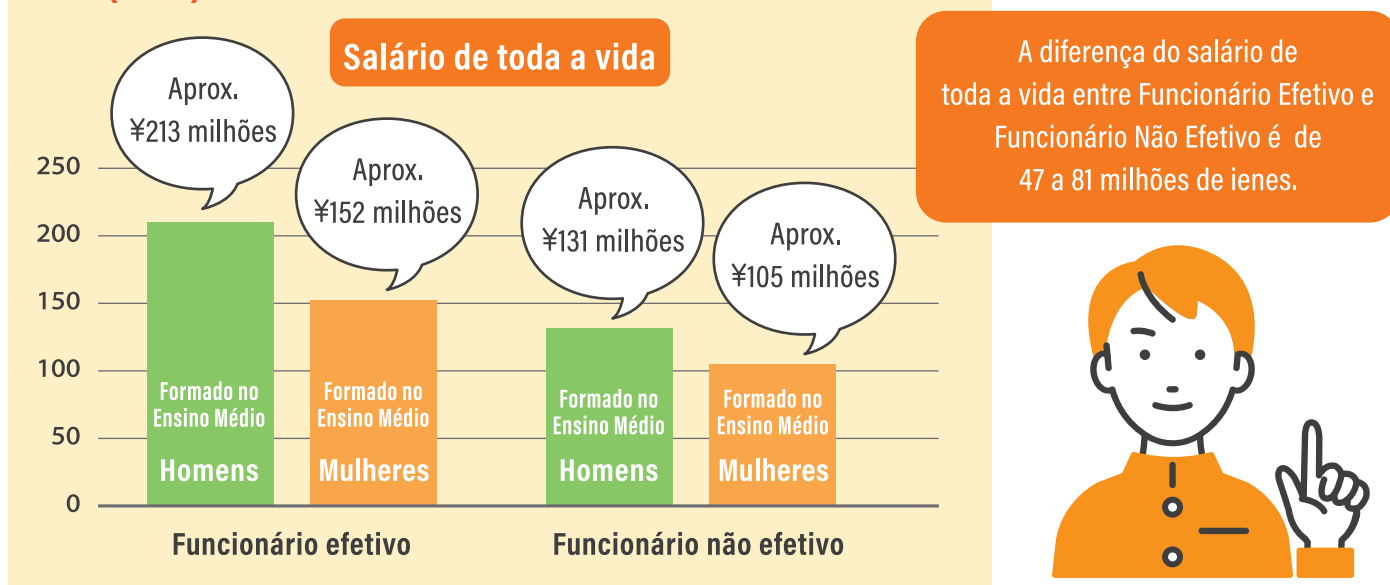 Salário de toda a vida
A diferença do salário de
toda a vida entre Funcionário Efetivo e
Funcionário Não Efetivo é de
47 a 81 milhões de ienes.
Aprox.
¥213 milhões
Aprox.
¥152 milhões
Aprox.
¥131 milhões
Aprox.
¥105 milhões
250
200
150
100
50
0
Formado no
Ensino Médio
Homens
Formado no
Ensino Médio
Mulheres
Formado no
Ensino Médio
Homens
Formado no
Ensino Médio
Mulheres
Funcionário efetivo
Funcionário não efetivo